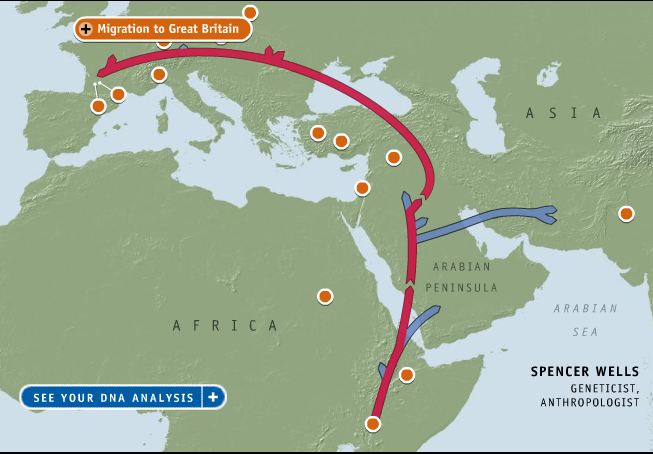 Migration to Great Britain
ASIA
ARABIAN
PENINSULA
ARABIAN
SEA
AFRICA
SPENCER WELLS
GENETICIST,
ANTHROPOLOGIST
SEE YOUR DNA ANALYSIS